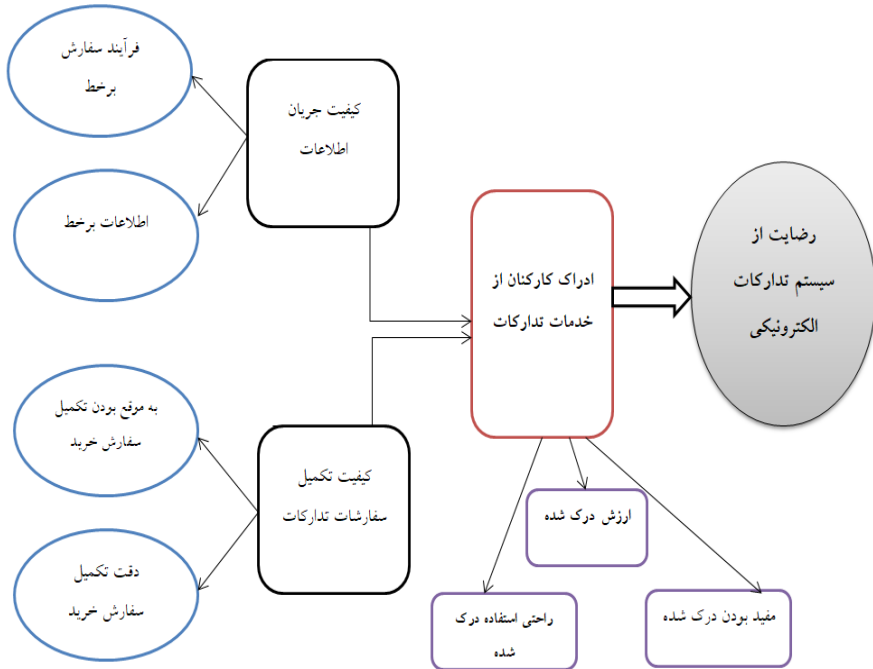 فرآیند سفارش
برخط
کیفیت جریان
اطلاعات
اطلاعات برخط
ادراک کارکنان از
خدمات تدارکات
رضایت از
سیستم تدارکات
الکترونیکی
به موقع بودن تکمیل
سفارش خرید
کیفیت تکمیل
سفارشات تدارکات
دقت تکمیل
سفارش خرید
ارزش درک شده
راحتی استفاده درک
شده
مفید بودن درک شده